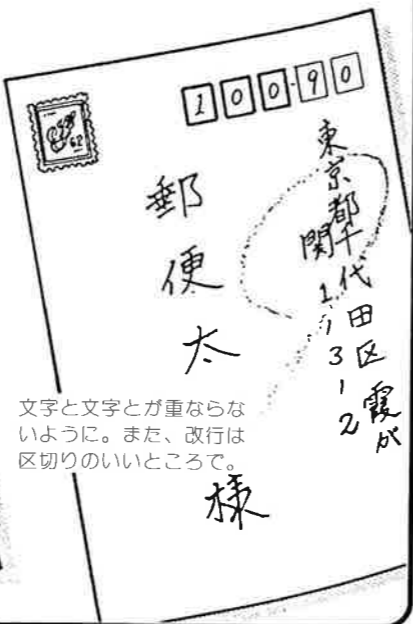 100-90
東京都千代田区霞が
関1-3-2
郵便太 様
文字と文字とが重ならな
いように。また、改行は
区切りのいいところで。